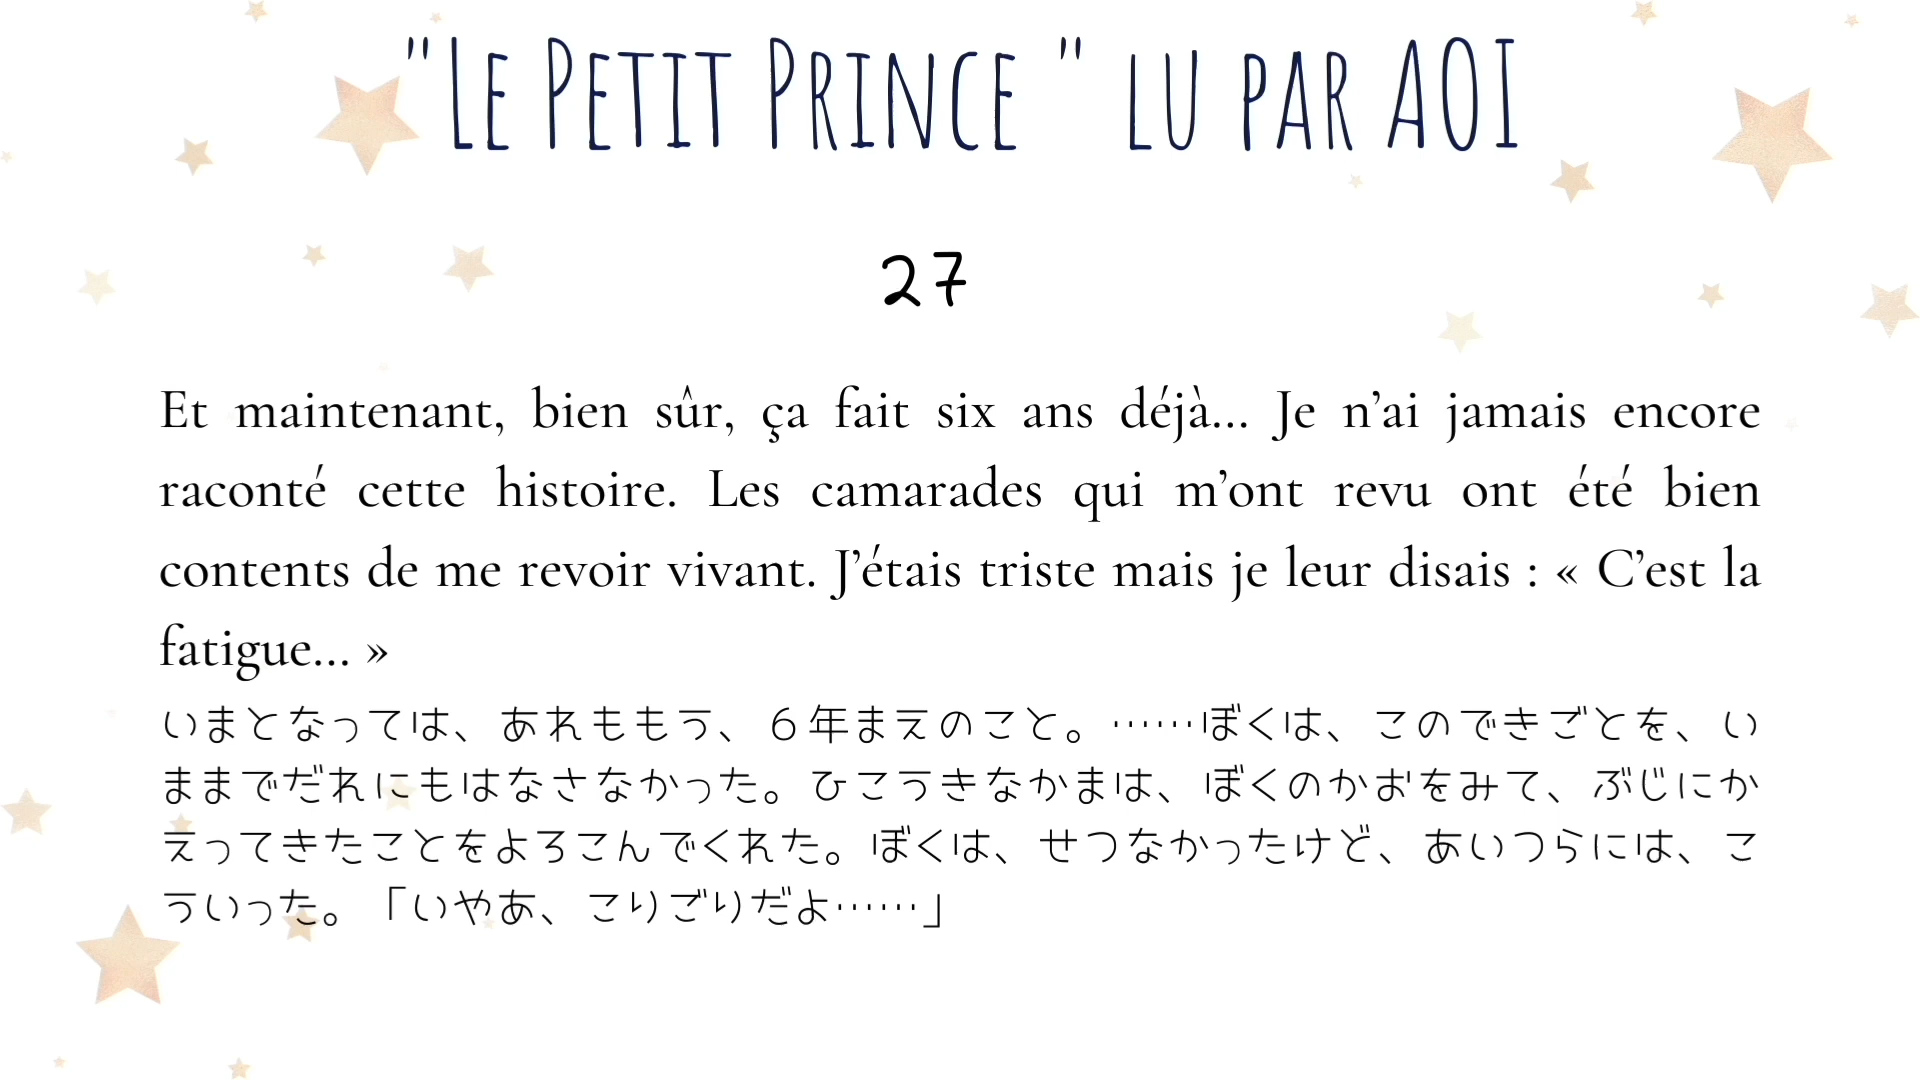 "Le Petit Prince " lu par AOI
27
Et maintenant, bien sûr, ça fait six ans déjà... Je n’ai jamais encore
raconté cette histoire. Les camarades qui m’ont revu ont été bien
contents de me revoir vivant. J’étais triste mais je leur disais : « C’est la
fatigue... »
いまとなっては、あれももう、６年まえのこと。……ぼくは、このできごとを、い
ままでだれにもはなさなかった。ひこうきなかまは、ぼくのかおをみて、ぶじにか
えってきたことをよろこんでくれた。ぼくは、せつなかったけど、あいつらには、こ
ういった。「いやあ、こりごりだよ……」